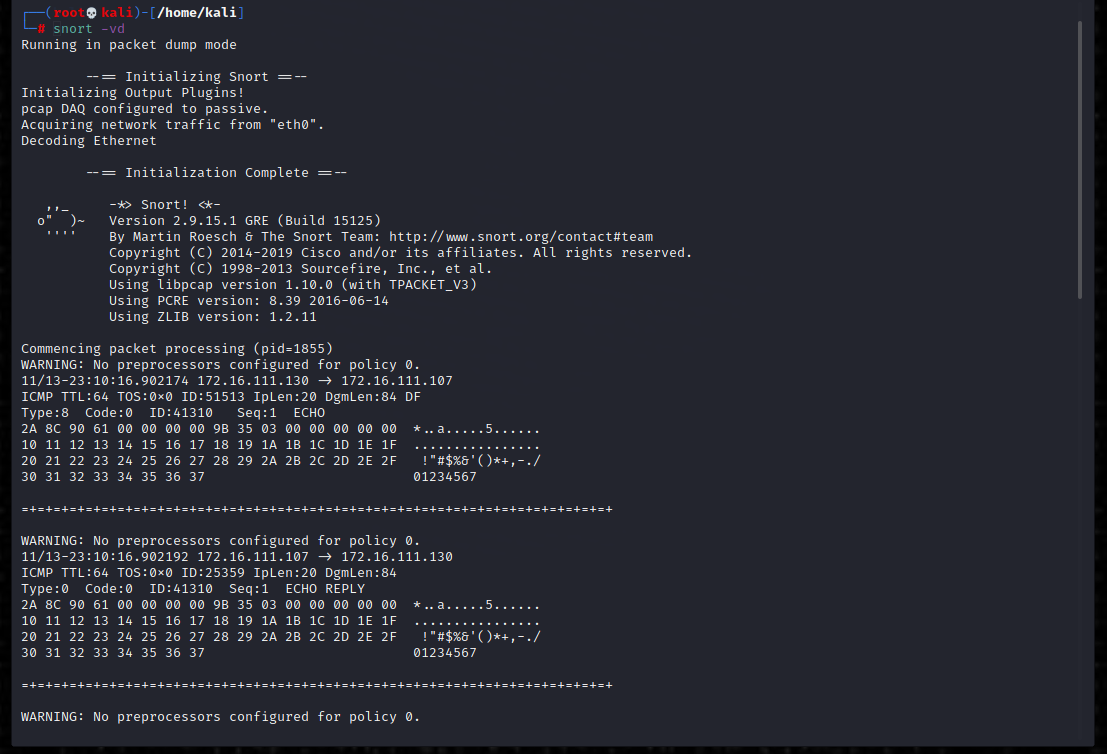 ┌──(root💀kali)-[/home/kali]
└─# snort -vd
Running in packet dump mode
--== Initializing Snort ==--
Initializing Output Plugins!
pcap DAQ configured to passive.
Acquiring network traffic from "eth0".
Decoding Ethernet
--== Initialization Complete ==--
,,_     -*> Snort! <*-
o"  )~   Version 2.9.15.1 GRE (Build 15125)
''''    By Martin Roesch & The Snort Team: http://www.snort.org/contact#team
Copyright (C) 2014-2019 Cisco and/or its affiliates. All rights reserved.
Copyright (C) 1998-2013 Sourcefire, Inc., et al.
Using libpcap version 1.10.0 (with TPACKET_V3)
Using PCRE version: 8.39 2016-06-14
Using ZLIB version: 1.2.11
Commencing packet processing (pid=1855)
WARNING: No preprocessors configured for policy 0.
11/13-23:10:16.902174 172.16.111.130 -> 172.16.111.107
ICMP TTL:64 TOS:0×0 ID:51513 IpLen:20 DgmLen:84 DF
Type:8  Code:0  ID:41310   Seq:1  ECHO
2A 8C 90 61 00 00 00 00 9B 35 03 00 00 00 00 00  *..a.....5......
10 11 12 13 14 15 16 17 18 19 1A 1B 1C 1D 1E 1F  ................
20 21 22 23 24 25 26 27 28 29 2A 2B 2C 2D 2E 2F   !"#$%&'()*+,-./
30 31 32 33 34 35 36 37                          01234567
=+=+=+=+=+=+=+=+=+=+=+=+=+=+=+=+=+=+=+=+=+=+=+=+=+=+=+=+=+=+=+=+=+=+=+=+=+
WARNING: No preprocessors configured for policy 0.
11/13-23:10:16.902192 172.16.111.107 -> 172.16.111.130
ICMP TTL:64 TOS:0×0 ID:25359 IpLen:20 DgmLen:84
Type:0  Code:0  ID:41310  Seq:1  ECHO REPLY
2A 8C 90 61 00 00 00 00 9B 35 03 00 00 00 00 00  *..a.....5......
10 11 12 13 14 15 16 17 18 19 1A 1B 1C 1D 1E 1F  ................
20 21 22 23 24 25 26 27 28 29 2A 2B 2C 2D 2E 2F   !"#$%&'()*+,-./
30 31 32 33 34 35 36 37                          01234567
=+=+=+=+=+=+=+=+=+=+=+=+=+=+=+=+=+=+=+=+=+=+=+=+=+=+=+=+=+=+=+=+=+=+=+=+=+
WARNING: No preprocessors configured for policy 0.